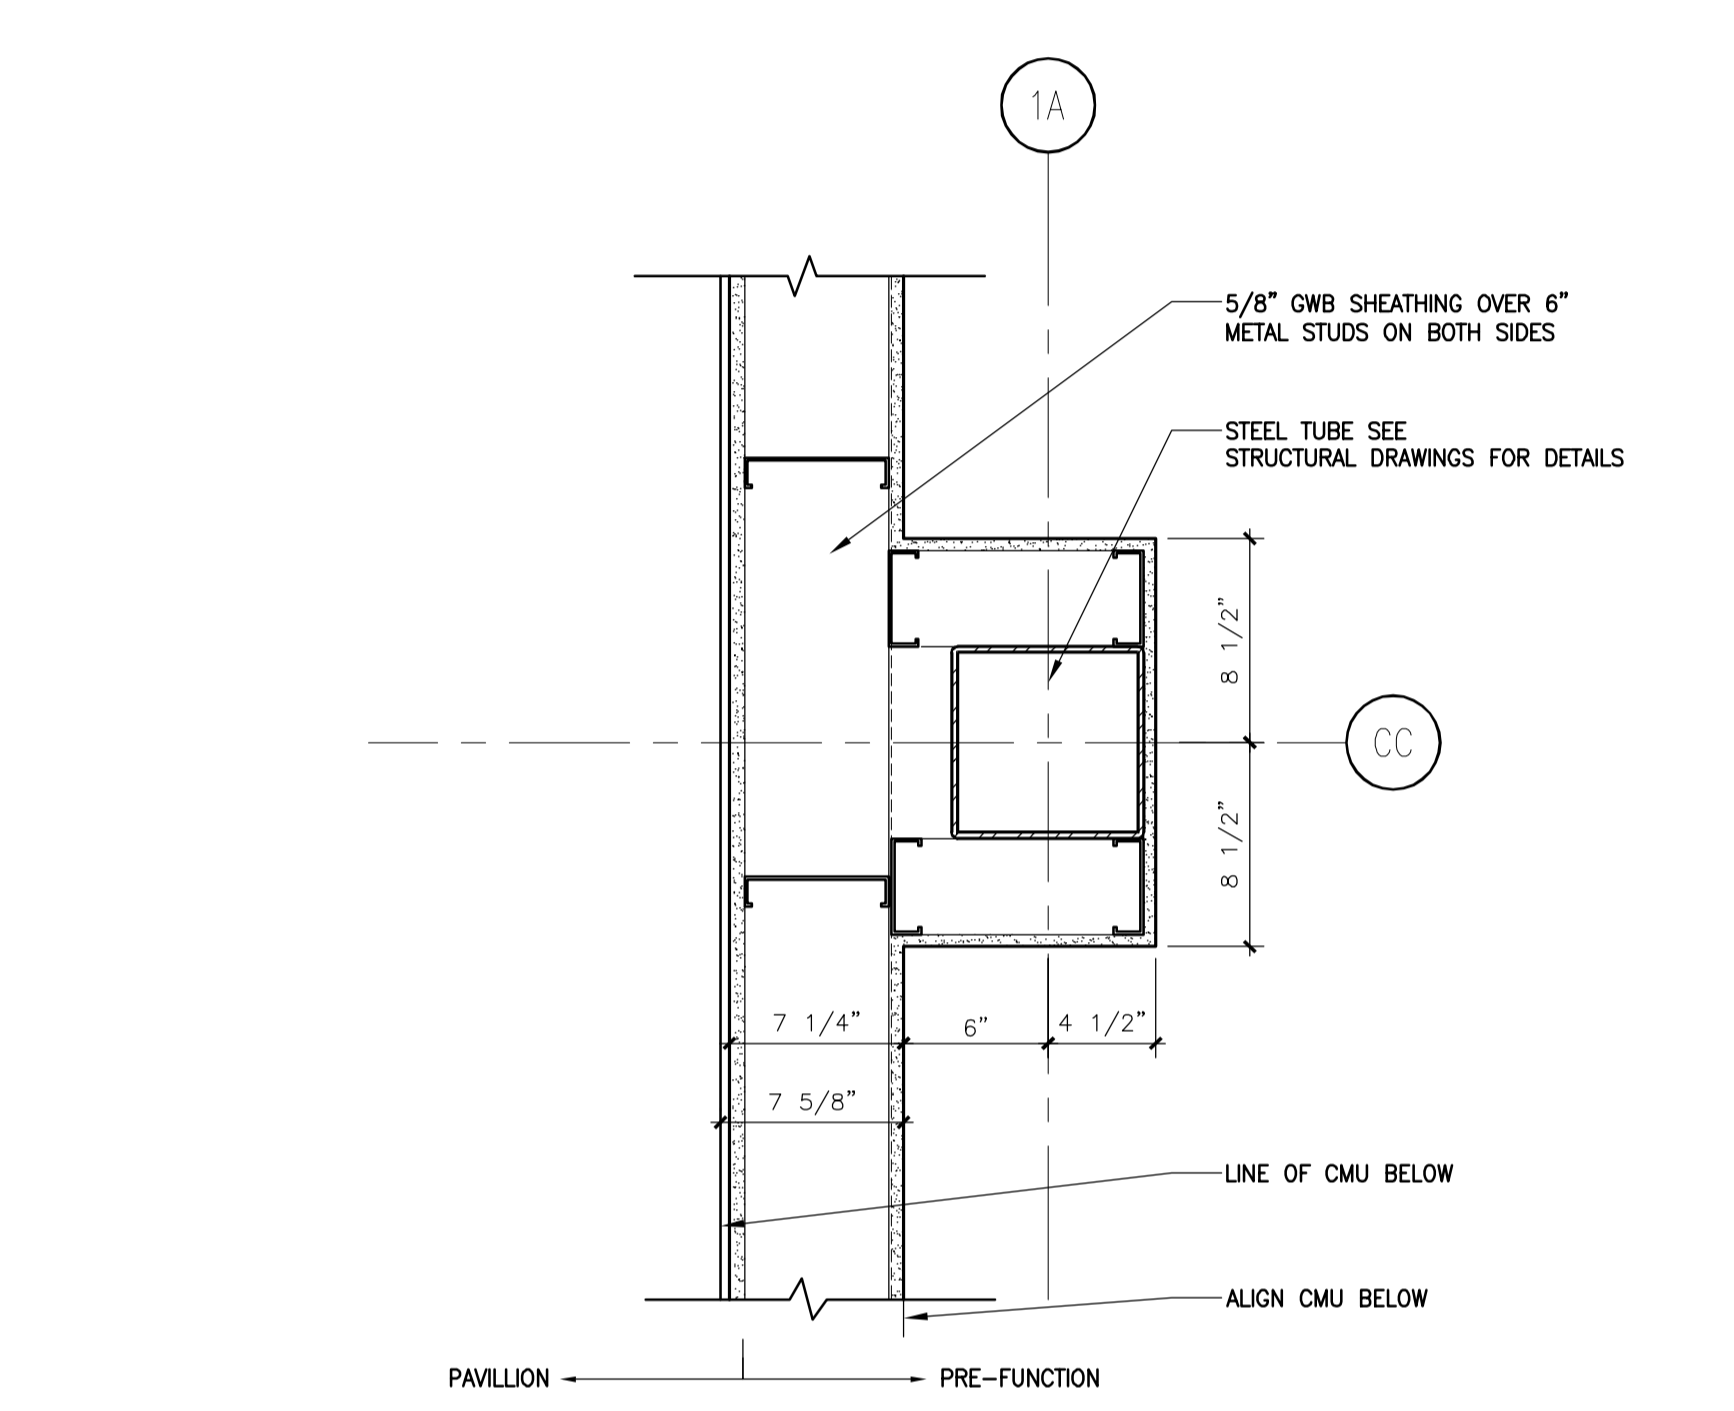 1A
5/8" GWB SHEATHING OVER 6"
METAL STUDS ON BOTH SIDES
STEEL TUBE SEE
STRUCTURAL DRAWINGS FOR DETAILS
8 1/2"
CC
8 1/2"
7 1/4"
6"
4 1/2"
7 5/8"
LINE OF CMU BELOW
ALIGN CMU BELOW
PAVILLION
PRE-FUNCTION